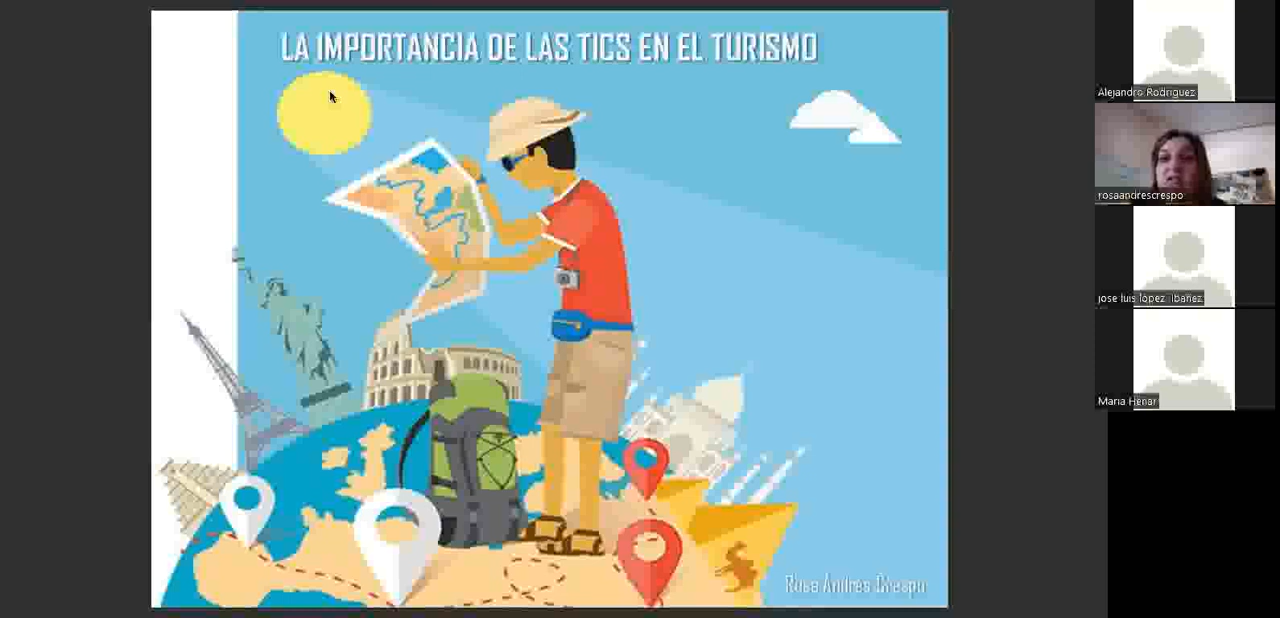 LA IMPORTANCIA DE LAS TICS EN EL TURISMO
Rosa Andres Crespo
Alejandro Rodriguez
rosaandrescrespo
jose luis lopez ibañez
Maria Henar